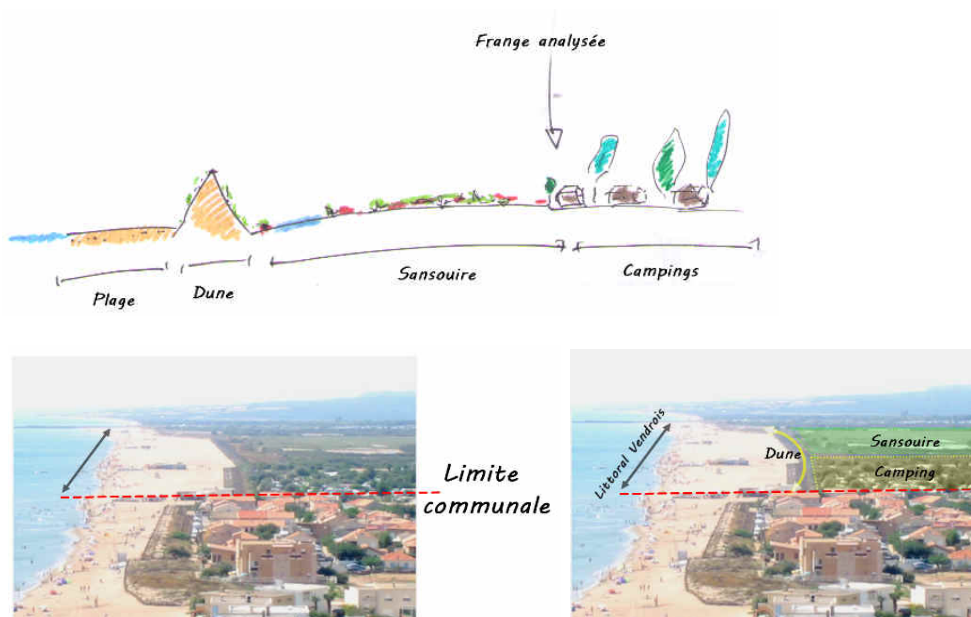 Frange analysée
Plage
Dune
Sansouire
Campings
Limite
communale
Littoral Vendrois
Dune
Sansouire
Camping